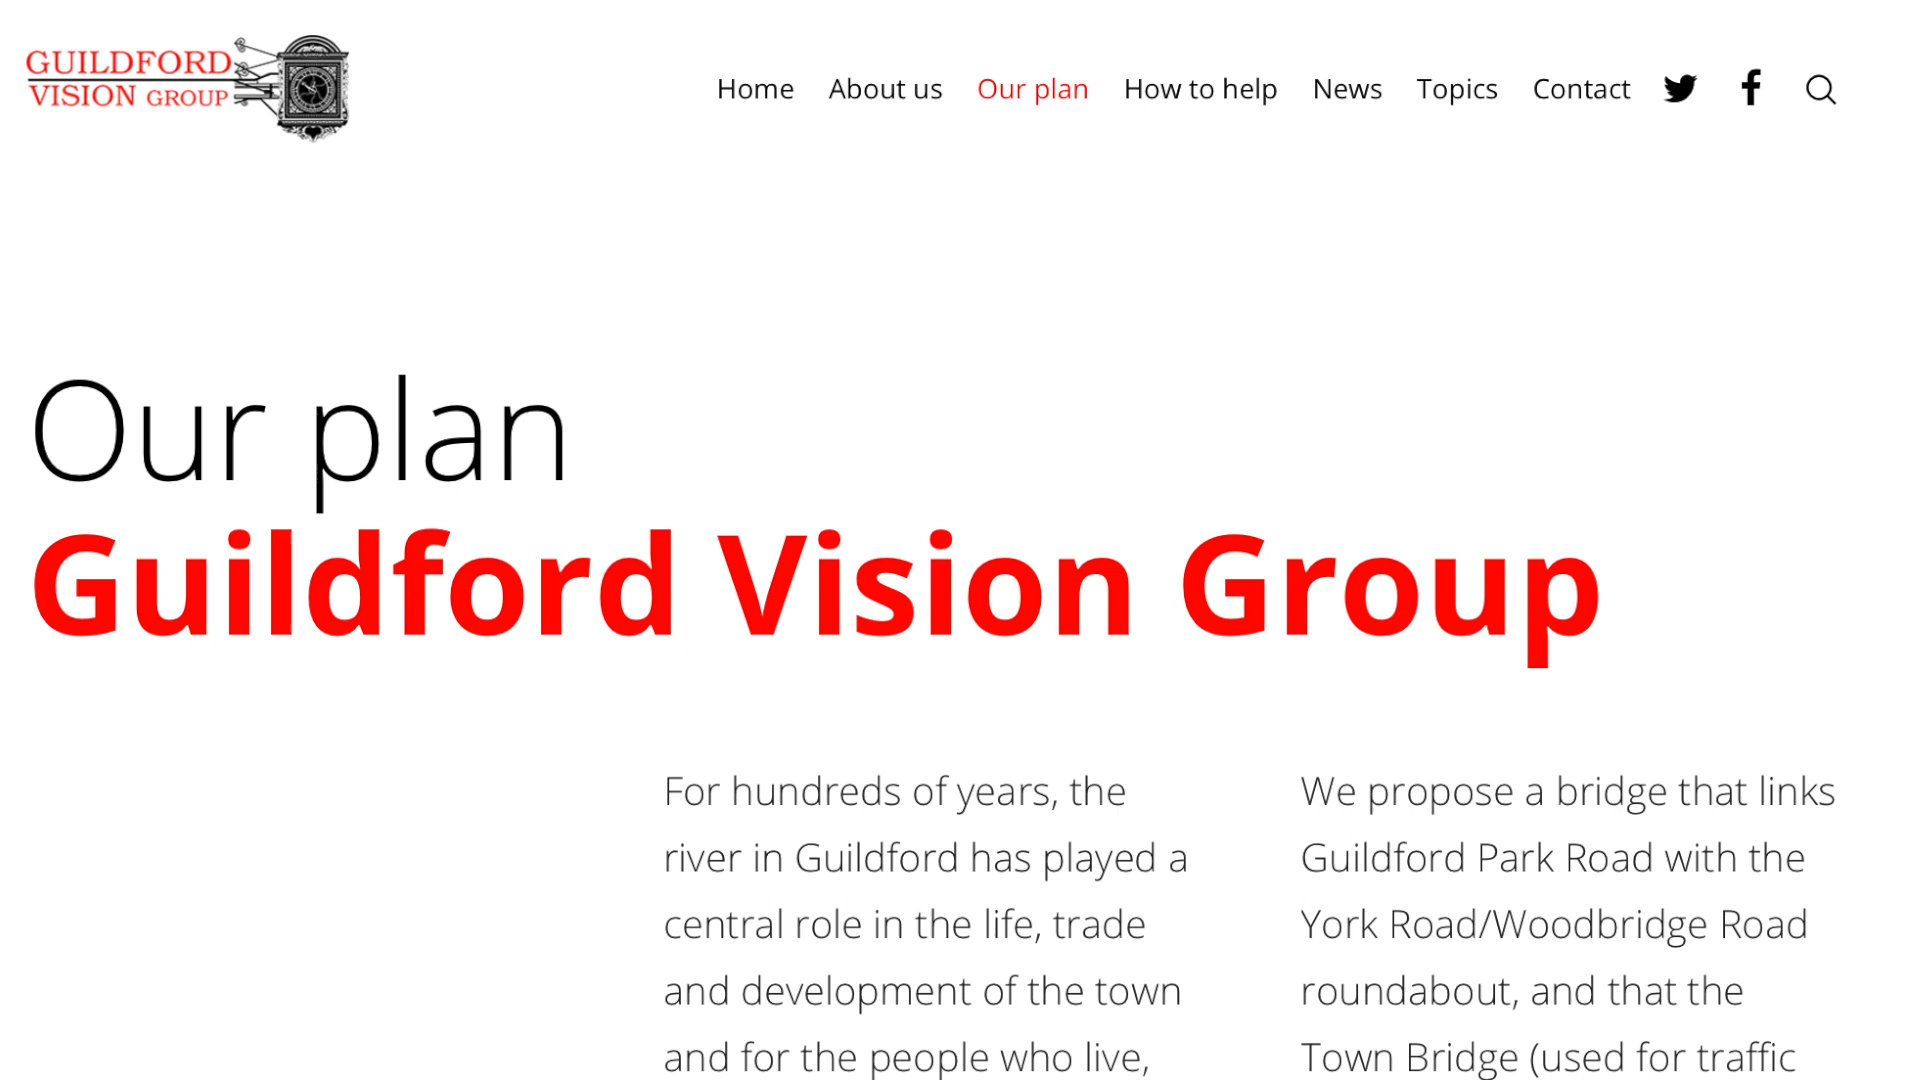 GUILDFORD
VISION GROUP
Home About us Our plan How to help News Topics Contact
Our plan
Guildford Vision Group
For hundreds of years, the
river in Guildford has played a
central role in the life, trade
and development of the town
and for the people who live,
We propose a bridge that links
Guildford Park Road with the
York Road/Woodbridge Road
roundabout, and that the
Town Bridge (used for traffic